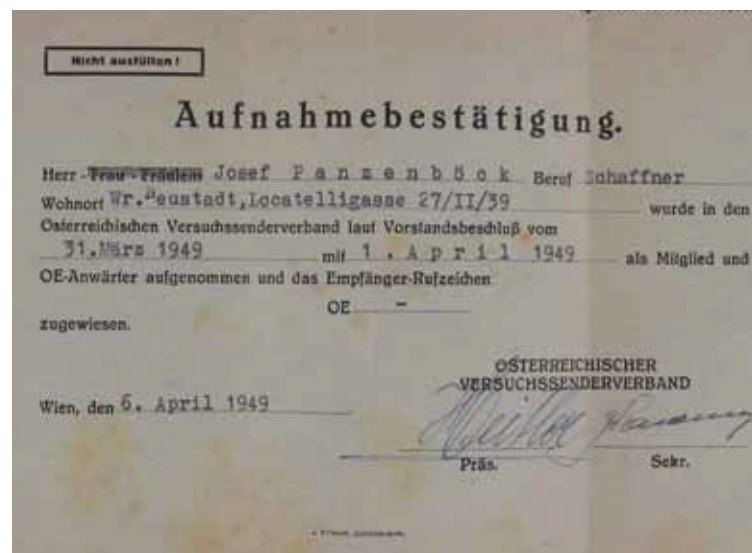 Nicht ausfüllen!
Aufnahmebestätigung.
Herr - Frau - Fräulein Josef Panzenböck Beruf Schaffner
Wohnort Wr.Neustadt,Locatelligasse 27/II/39 wurde in den
Österreichischen Versuchssenderverband laut Vorstandsbeschluß vom
31.März 1949 mit 1. April 1949 als Mitglied und
OE-Anwärter aufgenommen und das Empfänger-Rufzeichen
OE -
zugewiesen.
ÖSTERREICHISCHER
VERSUCHSSENDERVERBAND
Wien, den 6. April 1949
Präs. Sekr.